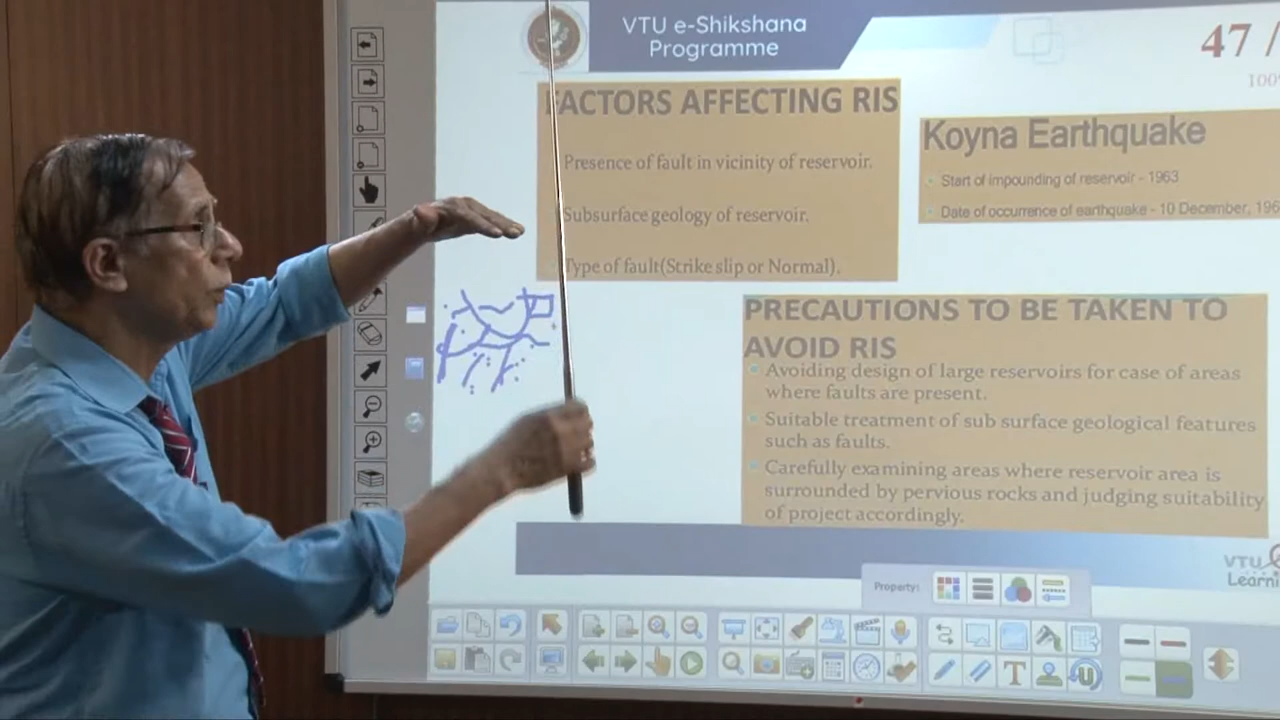 VTU e-Shikshana
Programme
47 /
FACTORS AFFECTING RIS
Presence of fault in vicinity of reservoir.
Subsurface geology of reservoir.
Type of fault(Strike slip or Normal).
Koyna Earthquake
Start of impounding of reservoir - 1963
Date of occurrence of earthquake - 10 December, 196
PRECAUTIONS TO BE TAKEN TO
AVOID RIS
Avoiding design of large reservoirs for case of areas
where faults are present.
Suitable treatment of sub surface geological features
such as faults.
Carefully examining areas where reservoir area is
surrounded by pervious rocks and judging suitability
of project accordingly.
VTU
Learni
Property: